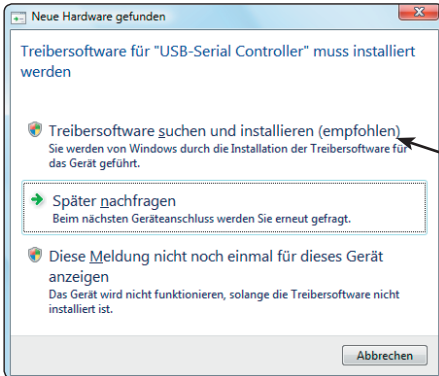 Neue Hardware gefunden
Treibersoftware für "USB-Serial Controller" muss installiert
werden
Treibersoftware suchen und installieren (empfohlen)
Sie werden von Windows durch die Installation der Treibersoftware für
das Gerät geführt.
Später nachfragen
Beim nächsten Geräteanschluss werden Sie erneut gefragt.
Diese Meldung nicht noch einmal für dieses Gerät
anzeigen
Das Gerät wird nicht funktionieren, solange die Treibersoftware nicht
installiert ist.
Abbrechen